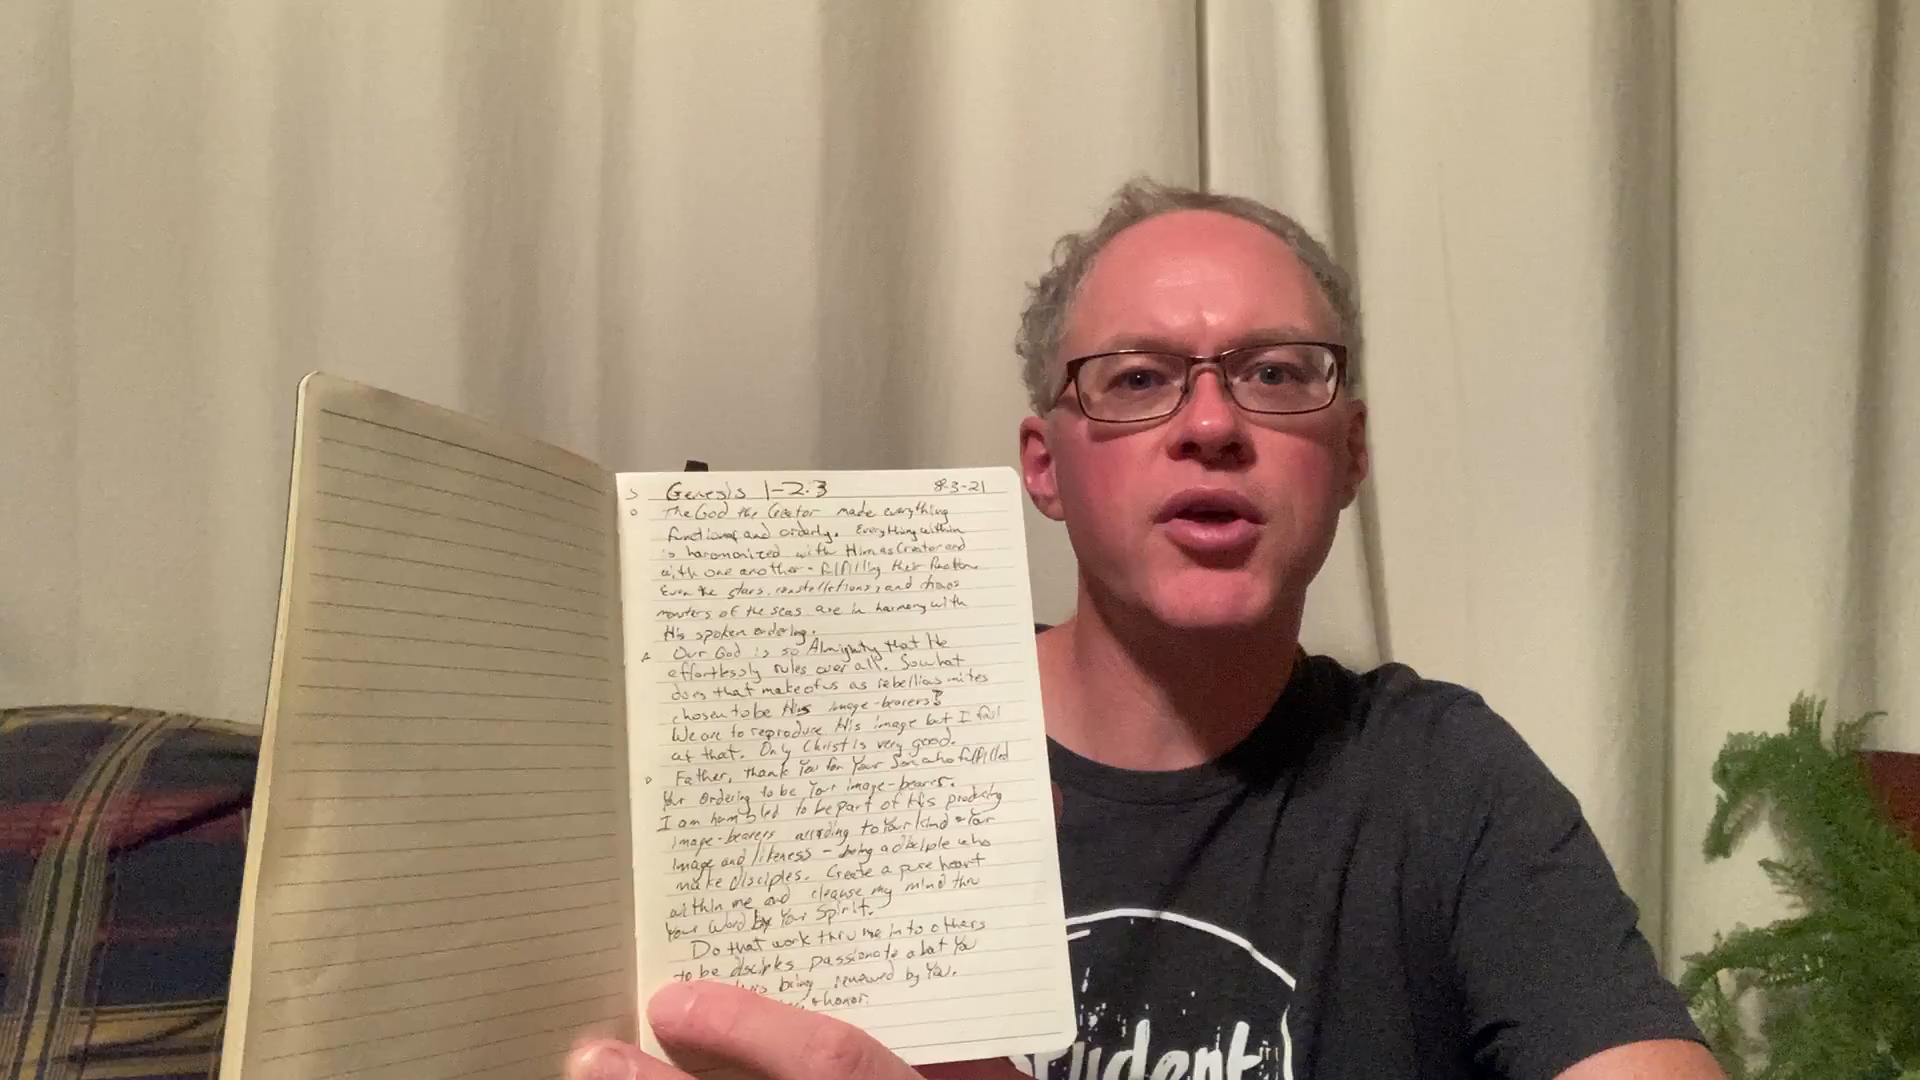 S Genesis 1-2:3 8-3-21
O The God the Creator made everything
functional and orderly. Everything within
is harmonized with Him as Creator and
with one another - fulfilling their function.
Even the stars, constellations, and chaos
monsters of the seas are in harmony with
His spoken ordering.
A Our God is so Almighty that He
effortlessly rules over all. So what
does that make of us as rebellious mites
chosen to be His image-bearers?
We are to reproduce His image but I fail
at that. Only Christ is very good.
P Father, thank You for Your Son who fulfilled
Your ordering to be Your image-bearer.
I am humbled to be part of His producing
image-bearers according to Your kind & Your
image and likeness - being a disciple who
make disciples. Create a pure heart
within me and cleanse my mind thru
Your Word by Your Spirit.
Do that work thru me into others
to be disciples passionate about You
being renewed by You.
& honor.
student